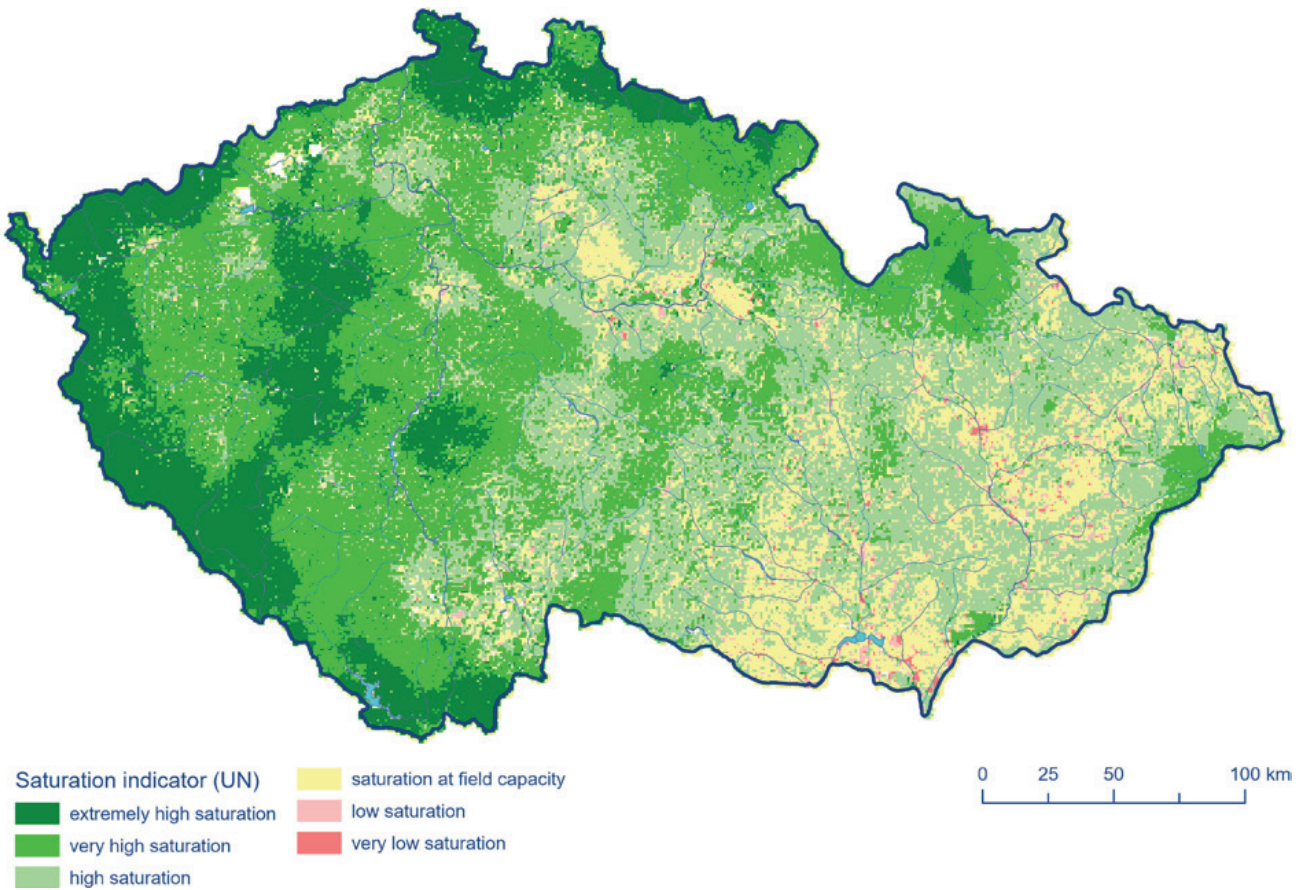 Saturation indicator (UN)
extremely high saturation
very high saturation
high saturation
saturation at field capacity
low saturation
very low saturation
0 25 50 100 km